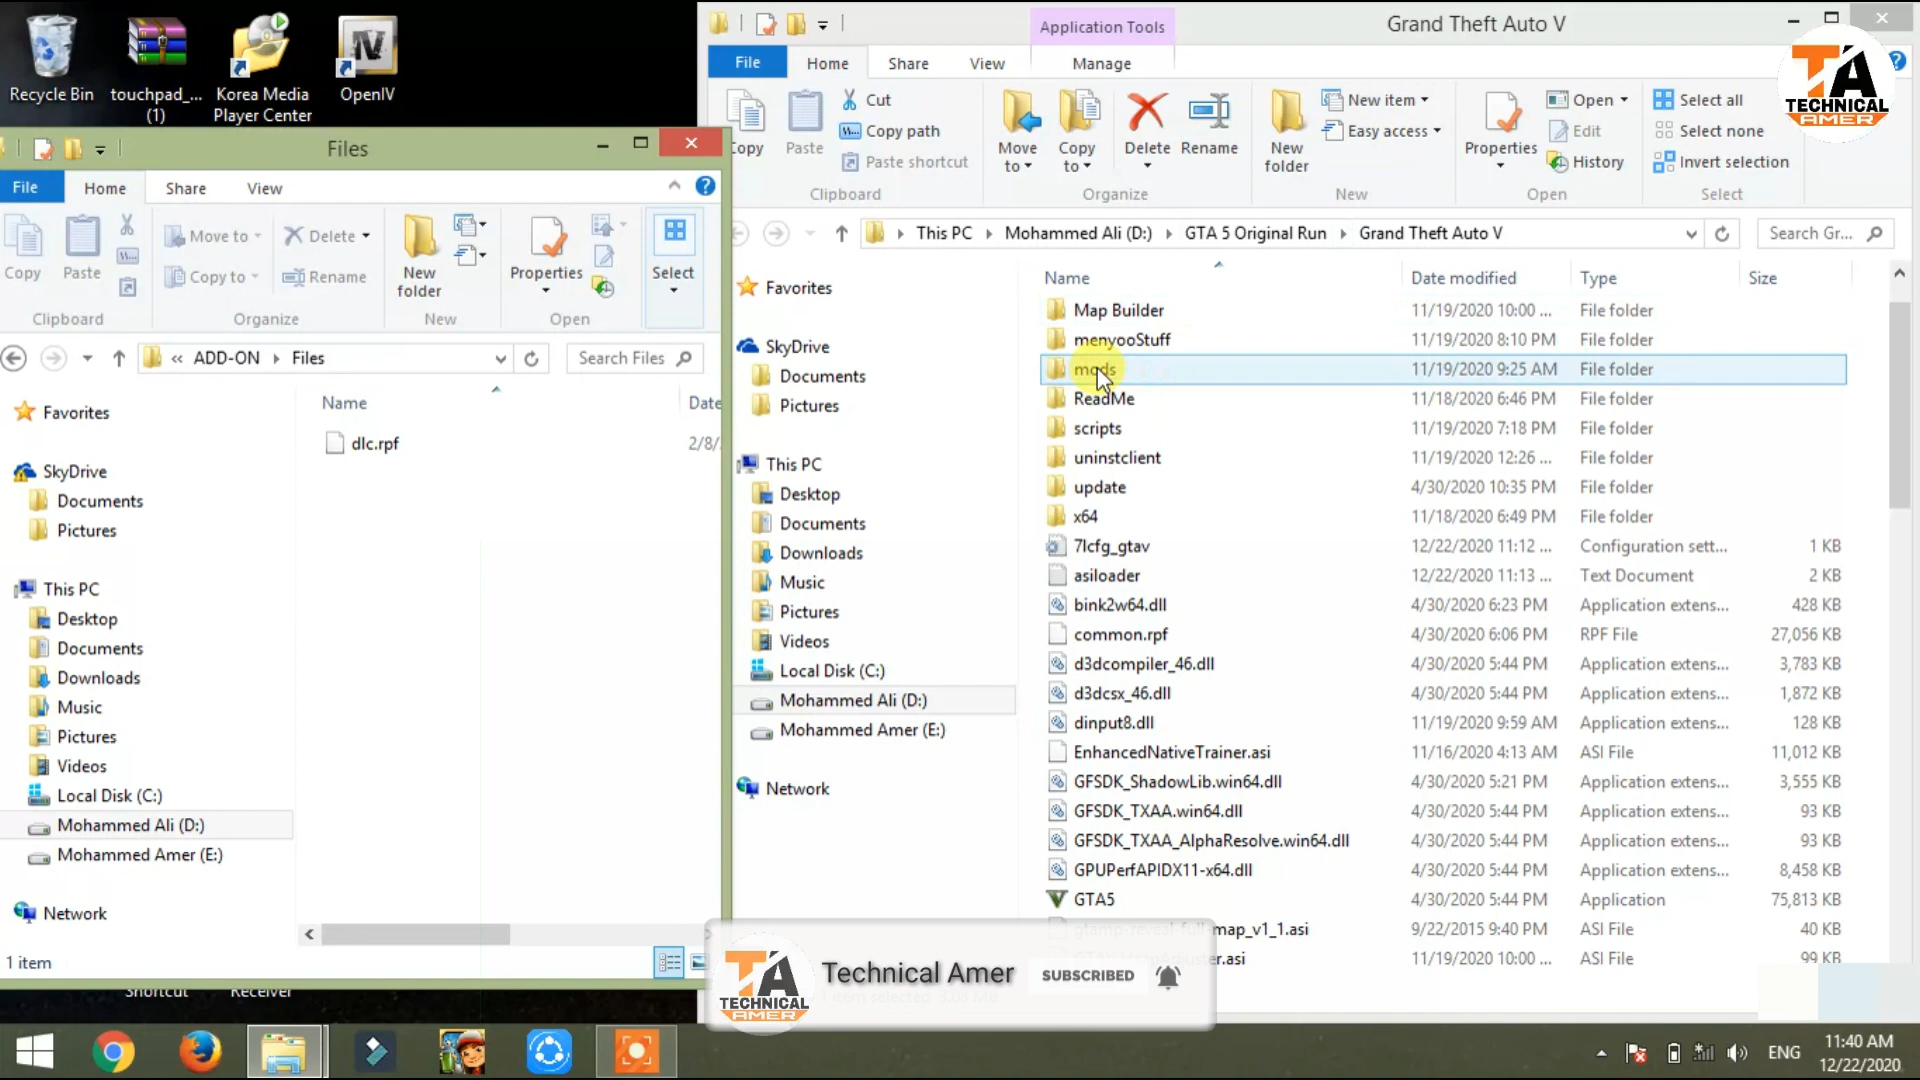 Recycle Bin
touchpad_... (1)
Korea Media Player Center
OpenIV
Files
File
Home
Share
View
Copy
Paste
Move to
Copy to
Delete
Rename
New folder
Properties
Select
Clipboard
Organize
New
Open
« ADD-ON Files
Search Files
Favorites
SkyDrive
Documents
Pictures
This PC
Desktop
Documents
Downloads
Music
Pictures
Videos
Local Disk (C:)
Mohammed Ali (D:)
Mohammed Amer (E:)
Network
Name
Date
dlc.rpf 2/8/
1 item
Shortcut
Receiver
Application Tools
Grand Theft Auto V
File
Home
Share
View
Manage
Copy
Paste
Cut
Copy path
Paste shortcut
Move to
Copy to
Delete
Rename
New folder
New item
Easy access
Properties
Open
Edit
History
Select all
Select none
Invert selection
Clipboard
Organize
New
Open
Select
TA
TECHNICAL
AMER
This PC Mohammed Ali (D:) GTA 5 Original Run Grand Theft Auto V
Search Gr...
Favorites
SkyDrive
Documents
Pictures
This PC
Desktop
Documents
Downloads
Music
Pictures
Videos
Local Disk (C:)
Mohammed Ali (D:)
Mohammed Amer (E:)
Network
Name Date modified Type Size
Map Builder 11/19/2020 10:00 ... File folder
menyooStuff 11/19/2020 8:10 PM File folder
mods 11/19/2020 9:25 AM File folder
ReadMe 11/18/2020 6:46 PM File folder
scripts 11/19/2020 7:18 PM File folder
uninstclient 11/19/2020 12:26 ... File folder
update 4/30/2020 10:35 PM File folder
x64 11/18/2020 6:49 PM File folder
7lcfg_gtav 12/22/2020 11:12 ... Configuration sett... 1 KB
asiloader 12/22/2020 11:13 ... Text Document 2 KB
bink2w64.dll 4/30/2020 6:23 PM Application extens... 428 KB
common.rpf 4/30/2020 6:06 PM RPF File 27,056 KB
d3dcompiler_46.dll 4/30/2020 5:44 PM Application extens... 3,783 KB
d3dcsx_46.dll 4/30/2020 5:44 PM Application extens... 1,872 KB
dinput8.dll 11/19/2020 9:59 AM Application extens... 128 KB
EnhancedNativeTrainer.asi 11/16/2020 4:13 AM ASI File 11,012 KB
GFSDK_ShadowLib.win64.dll 4/30/2020 5:21 PM Application extens... 3,555 KB
GFSDK_TXAA.win64.dll 4/30/2020 5:44 PM Application extens... 93 KB
GFSDK_TXAA_AlphaResolve.win64.dll 4/30/2020 5:44 PM Application extens... 93 KB
GPUPerfAPIDX11-x64.dll 4/30/2020 5:44 PM Application extens... 8,458 KB
GTA5 4/30/2020 5:44 PM Application 75,813 KB
gtamp-reveal-full-map_v1_1.asi 9/22/2015 9:40 PM ASI File 40 KB
11/19/2020 10:00 ... ASI File 99 KB
TA
TECHNICAL
AMER
Technical Amer
SUBSCRIBED
ENG
11:40 AM
12/22/2020